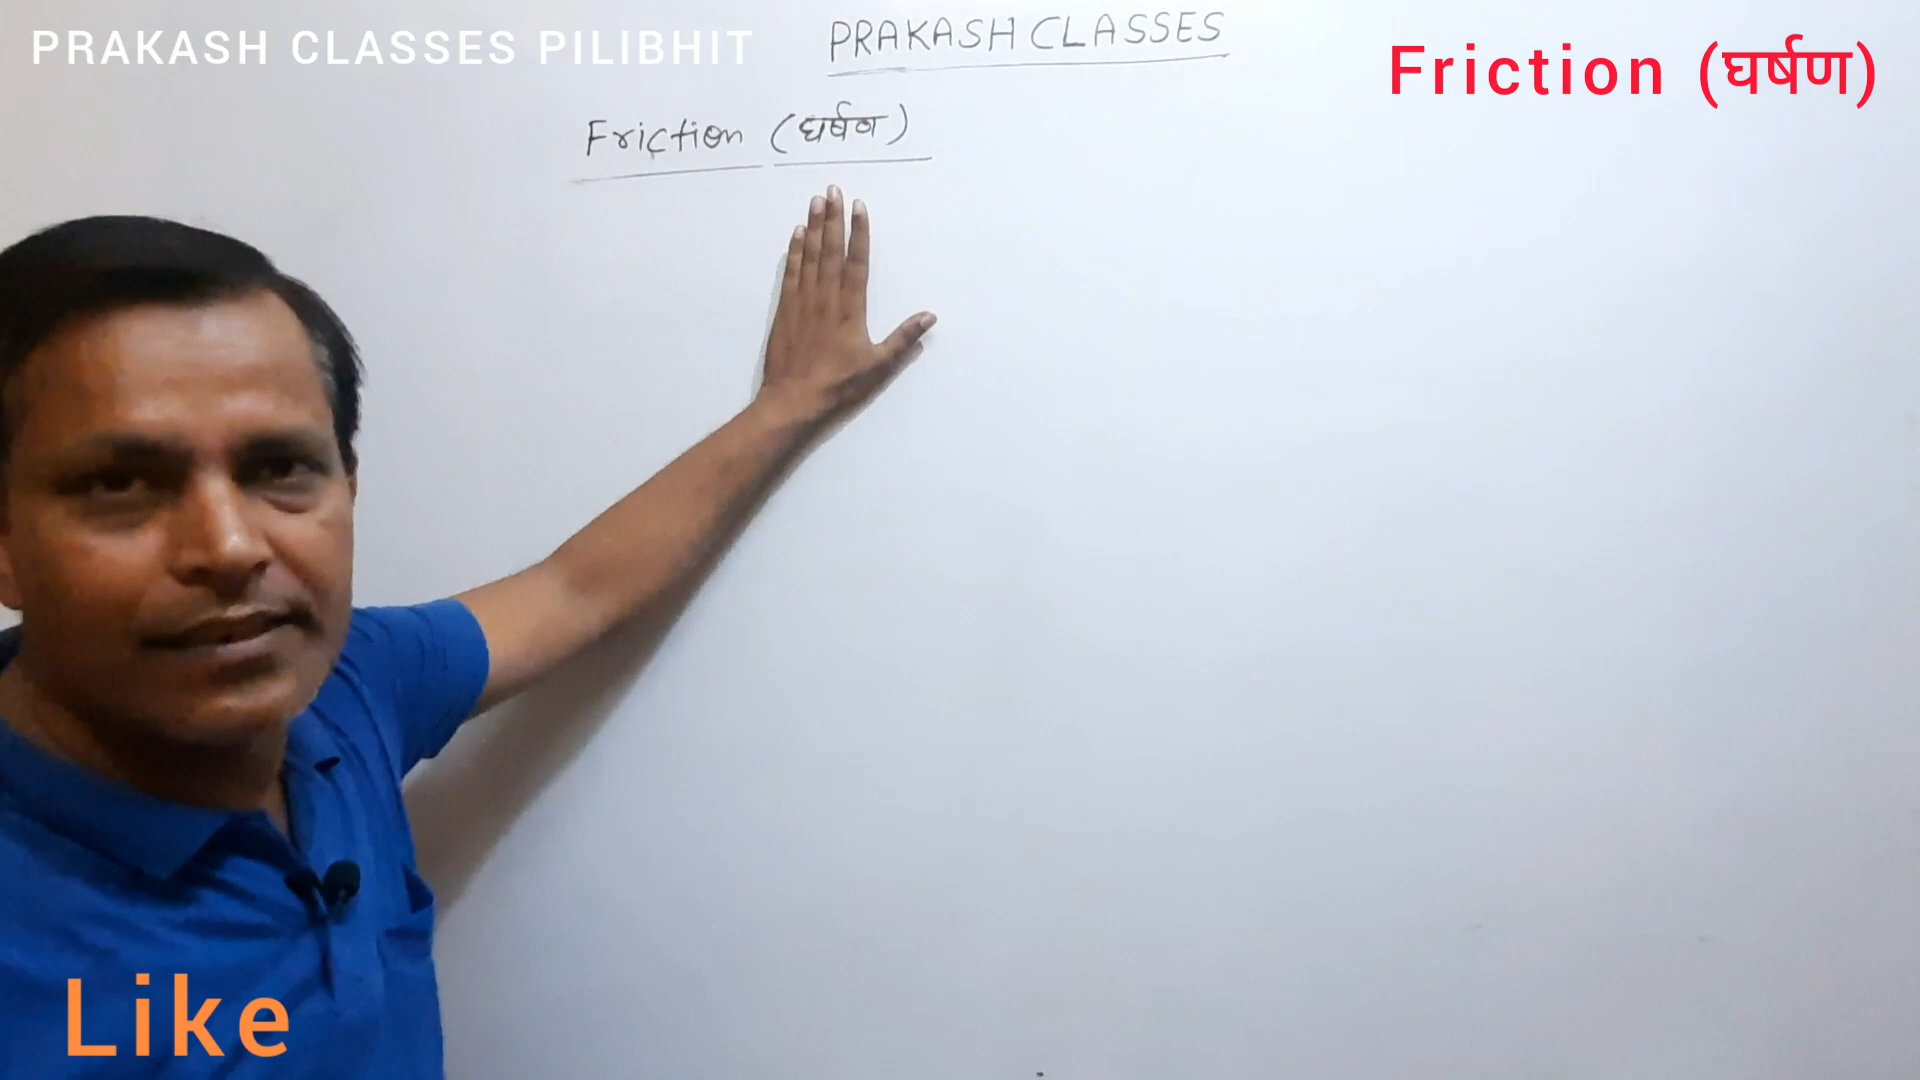 PRAKASH CLASSES PILIBHIT
PRAKASH CLASSES
Friction (घर्षण)
Friction (घर्षण)
Like